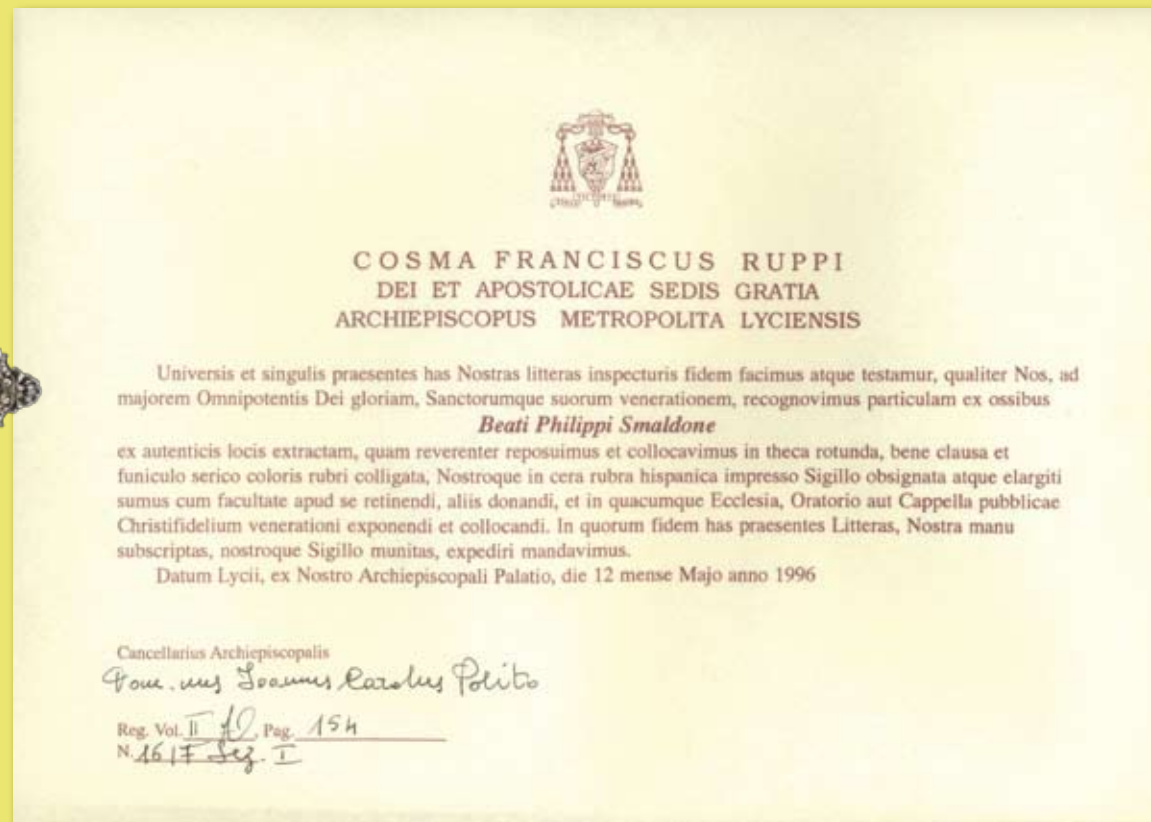 COSMA FRANCISCUS RUPPI
DEI ET APOSTOLICAE SEDIS GRATIA
ARCHIEPISCOPUS METROPOLITA LYCIENSIS
Universis et singulis praesentes has Nostras litteras inspecturis fidem facimus atque testamur, qualiter Nos, ad
majorem Omnipotentis Dei gloriam, Sanctorumque suorum venerationem, recognovimus particulam ex ossibus
Beati Philippi Smaldone
ex autenticis locis extractam, quam reverenter reposuimus et collocavimus in theca rotunda, bene clausa et
funiculo serico coloris rubri colligata, Nostroque in cera rubra hispanica impresso Sigillo obsignata atque elargiti
sumus cum facultate apud se retinendi, aliis donandi, et in quacumque Ecclesia, Oratorio aut Cappella pubblicae
Christifidelium venerationi exponendi et collocandi. In quorum fidem has praesentes Litteras, Nostra manu
subscriptas, nostroque Sigillo munitas, expediri mandavimus.
Datum Lycii, ex Nostro Archiepiscopali Palatio, die 12 mense Majo anno 1996
Cancellarius Archiepiscopalis
Joannes Carolus Polito
Reg. Vol. II Pag. 154
N. 1617 Sez. I